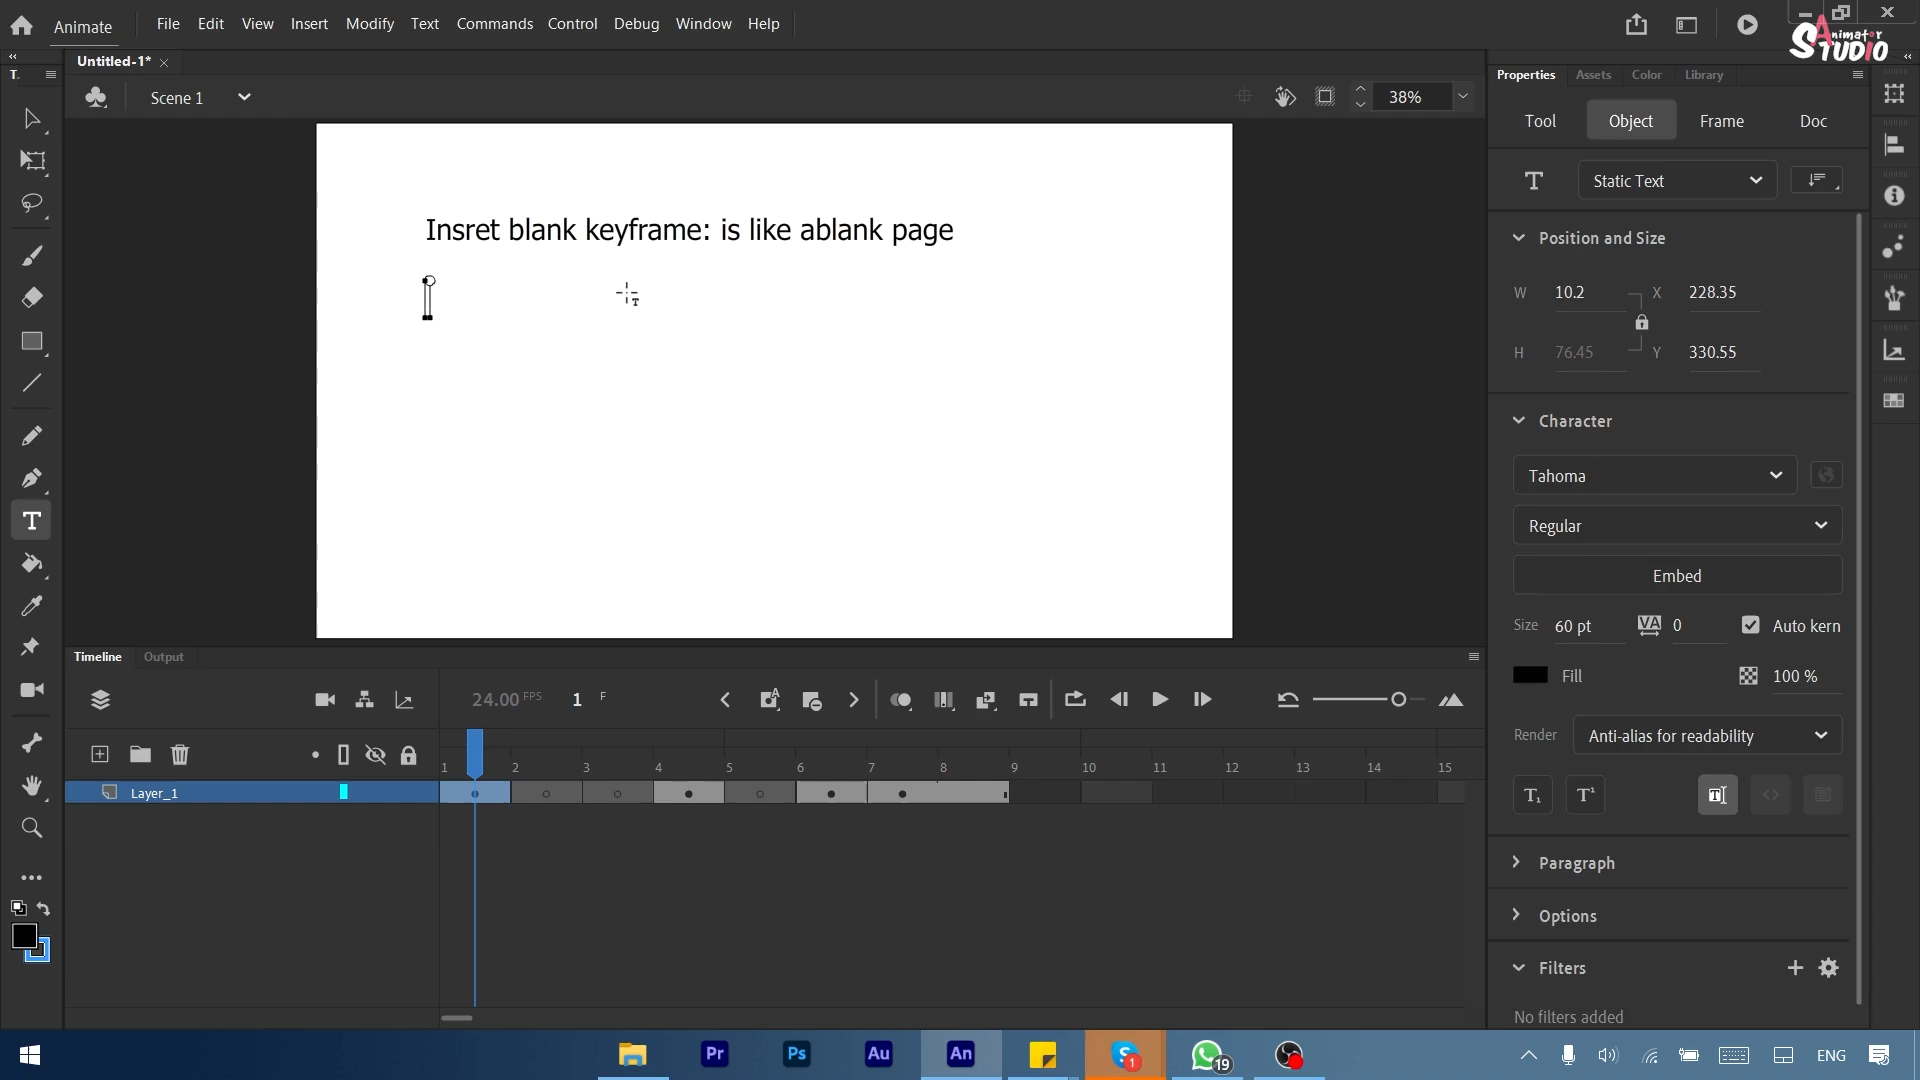 Animate File Edit View Insert Modify Text Commands Control Debug Window Help
Animator STUDIO
Untitled-1*
Properties Assets Color Library
Scene 1 38%
Tool Object Frame Doc
Static Text
Insret blank keyframe: is like ablank page
Position and Size
W 10.2 X 228.35
H 76.45 Y 330.55
Character
Tahoma
Regular
Embed
Size 60 pt VA 0 Auto kern
Fill 100 %
Render Anti-alias for readability
Paragraph
Options
Filters
No filters added
Timeline Output
24.00 FPS 1 F
1 2 3 4 5 6 7 8 9 10 11 12 13 14 15
Layer_1
Pr Ps Au An 1 19 ENG